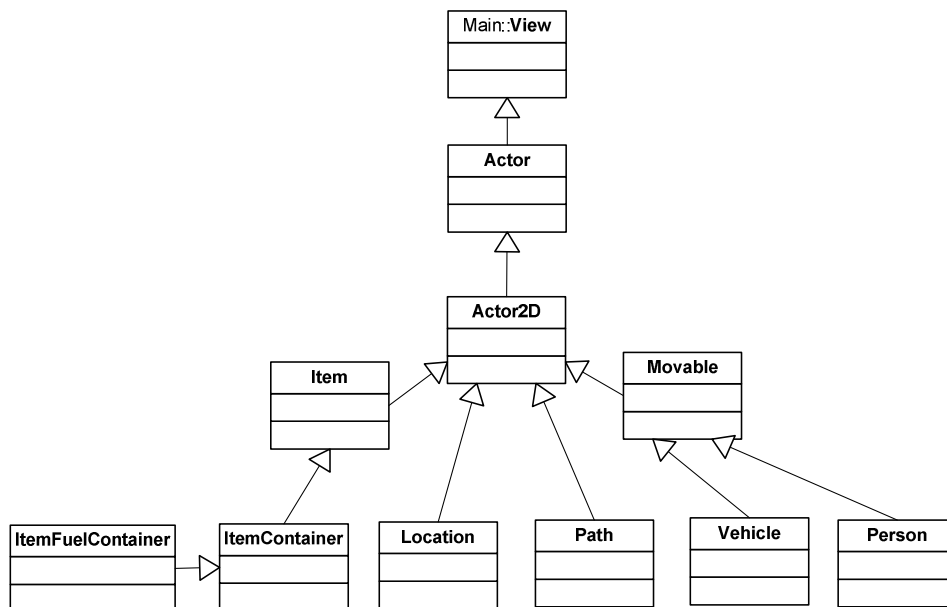 Main::View
Actor
Actor2D
Item
Movable
ItemFuelContainer
ItemContainer
Location
Path
Vehicle
Person